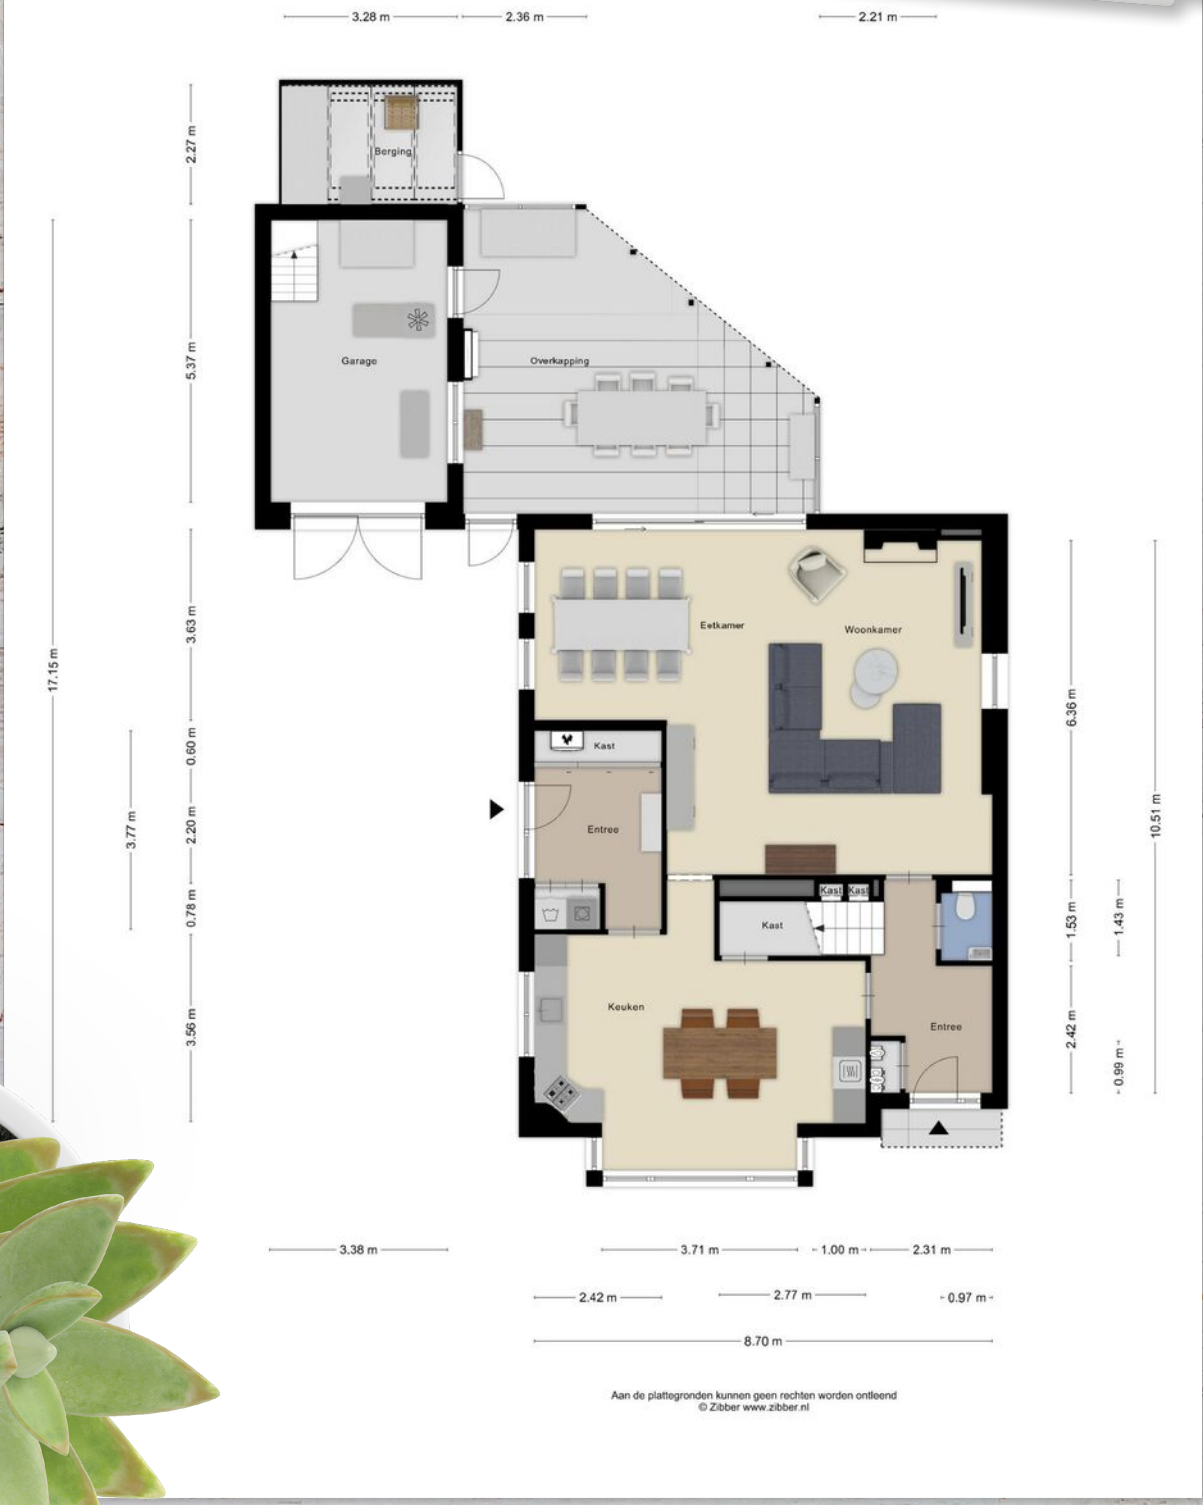 3.28 m
2.36 m
2.21 m
2.27 m
Berging
5.37 m
Garage
Overkapping
17.15 m
3.63 m
Eetkamer
Woonkamer
6.36 m
0.60 m
Kast
3.77 m
2.20 m
Entree
10.51 m
0.78 m
Kast
Kast
Kast
1.53 m
1.43 m
3.56 m
Keuken
Entree
2.42 m
0.99 m
3.38 m
3.71 m
1.00 m
2.31 m
2.42 m
2.77 m
0.97 m
8.70 m
Aan de plattegronden kunnen geen rechten worden ontleend
© Zibber www.zibber.nl